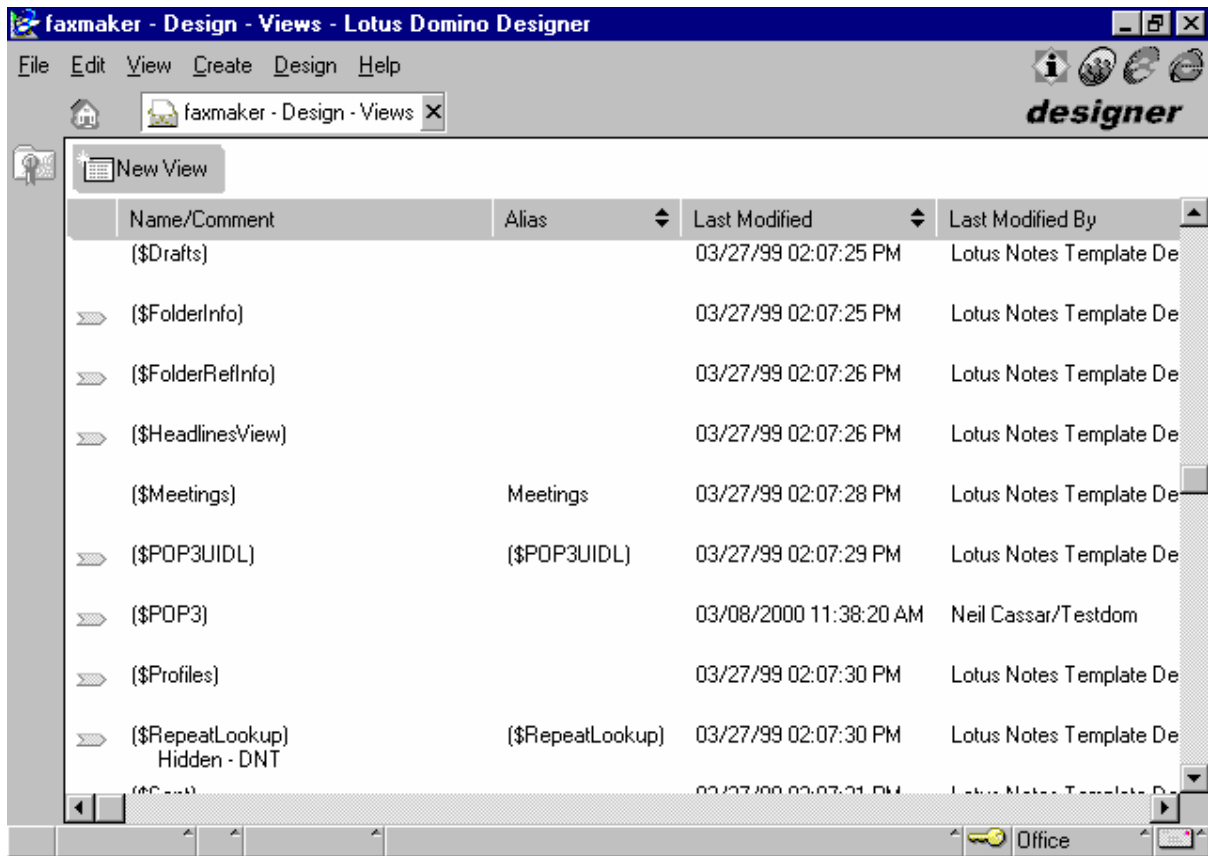 faxmaker - Design - Views - Lotus Domino Designer
File Edit View Create Design Help
faxmaker - Design - Views
designer
New View
Name/Comment Alias Last Modified Last Modified By
($Drafts) 03/27/99 02:07:25 PM Lotus Notes Template De
($FolderInfo) 03/27/99 02:07:25 PM Lotus Notes Template De
($FolderRefInfo) 03/27/99 02:07:26 PM Lotus Notes Template De
($HeadlinesView) 03/27/99 02:07:26 PM Lotus Notes Template De
($Meetings) Meetings 03/27/99 02:07:28 PM Lotus Notes Template De
($POP3UIDL) ($POP3UIDL) 03/27/99 02:07:29 PM Lotus Notes Template De
($POP3) 03/08/2000 11:38:20 AM Neil Cassar/Testdom
($Profiles) 03/27/99 02:07:30 PM Lotus Notes Template De
($RepeatLookup) ($RepeatLookup) 03/27/99 02:07:30 PM Lotus Notes Template De
Hidden - DNT
Office